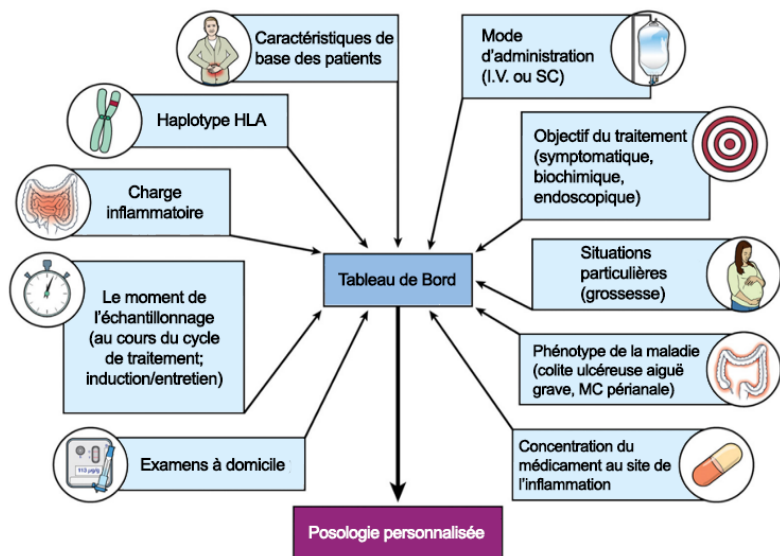 Caractéristiques de
base des patients
Mode
d'administration
(I.V. ou SC)
Haplotype HLA
Objectif du traitement
(symptomatique,
biochimique,
endoscopique)
Charge
inflammatoire
Tableau de Bord
Situations
particulières
(grossesse)
Le moment de
l'échantillonnage
(au cours du cycle
de traitement;
induction/entretien)
Phénotype de la maladie
(colite ulcéreuse aiguë
grave, MC périanale)
Examens à domicile
Concentration du
médicament au site de
l'inflammation
Posologie personnalisée